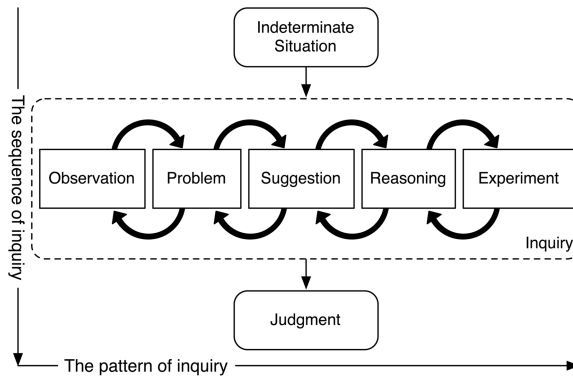 Indeterminate
Situation
The sequence of inquiry
Observation
Problem
Suggestion
Reasoning
Experiment
Inquiry
Judgment
The pattern of inquiry